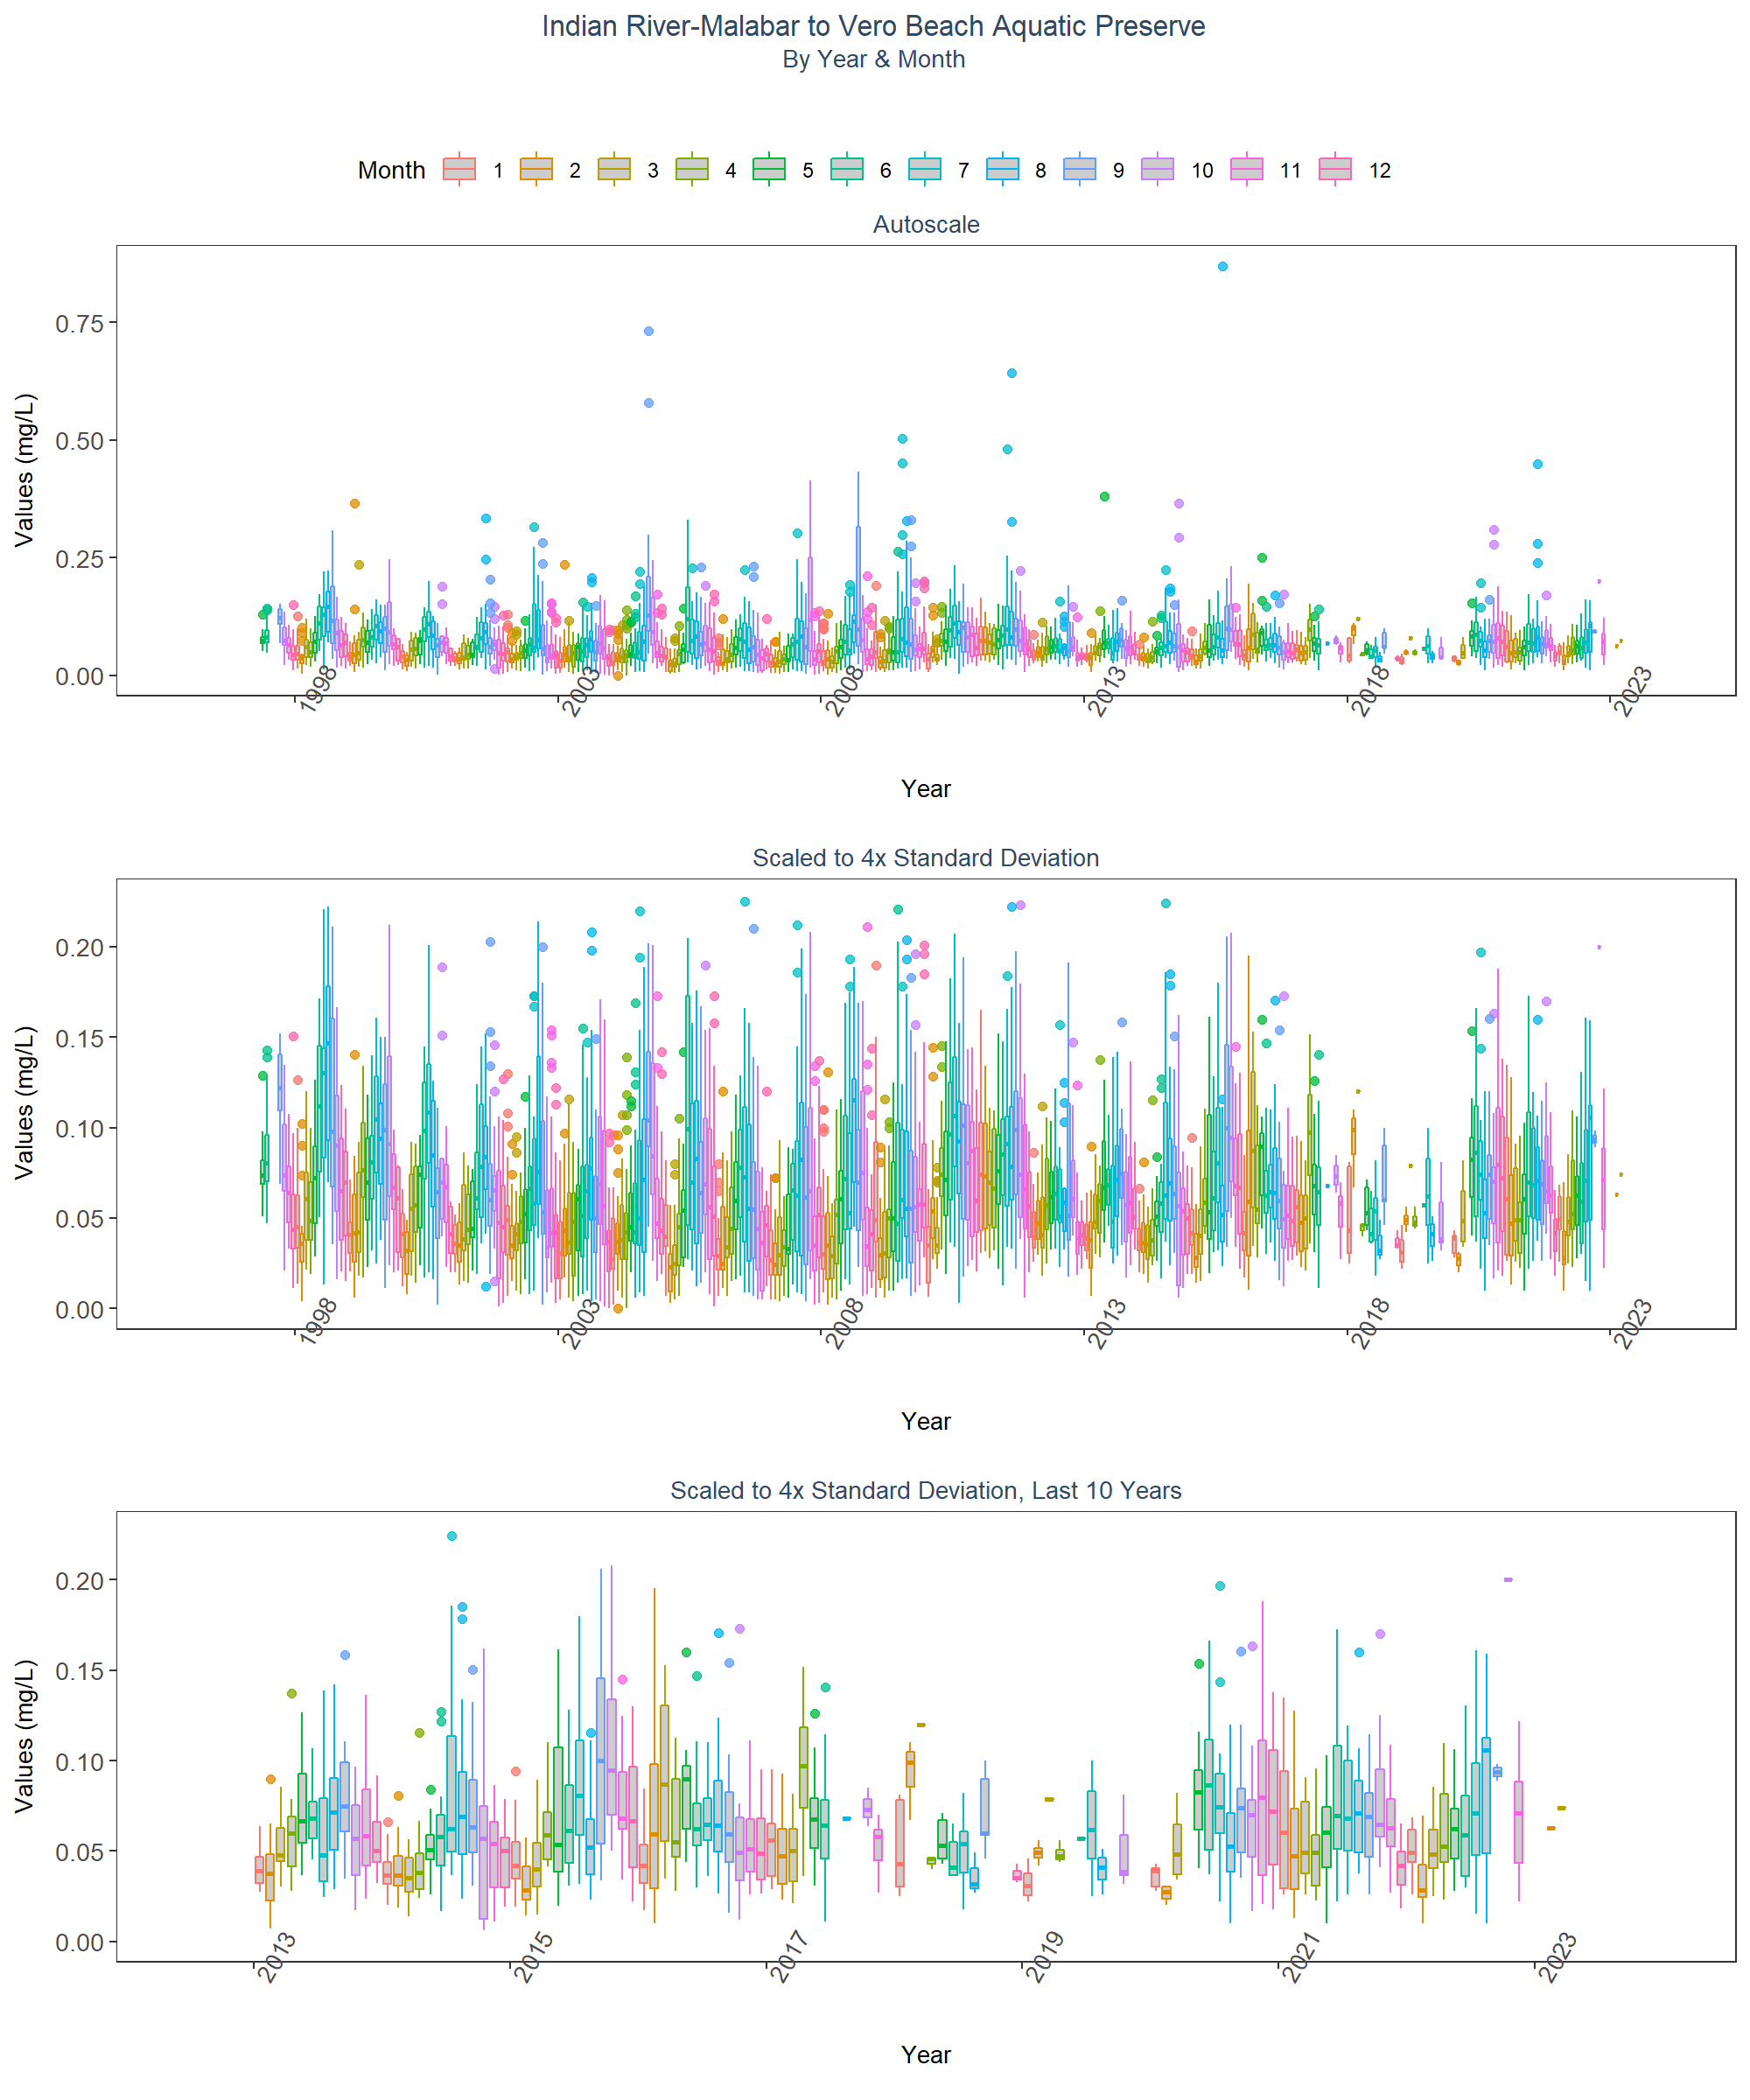 Indian River-Malabar to Vero Beach Aquatic Preserve
By Year & Month
Month 1 2 3 4 5 6 7 8 9 10 11 12
Autoscale
Values (mg/L)
0.75
0.50
0.25
0.00
1998 2003 2008 2013 2018 2023
Year
Scaled to 4x Standard Deviation
Values (mg/L)
0.20
0.15
0.10
0.05
0.00
1998 2003 2008 2013 2018 2023
Year
Scaled to 4x Standard Deviation, Last 10 Years
Values (mg/L)
0.20
0.15
0.10
0.05
0.00
2013 2015 2017 2019 2021 2023
Year